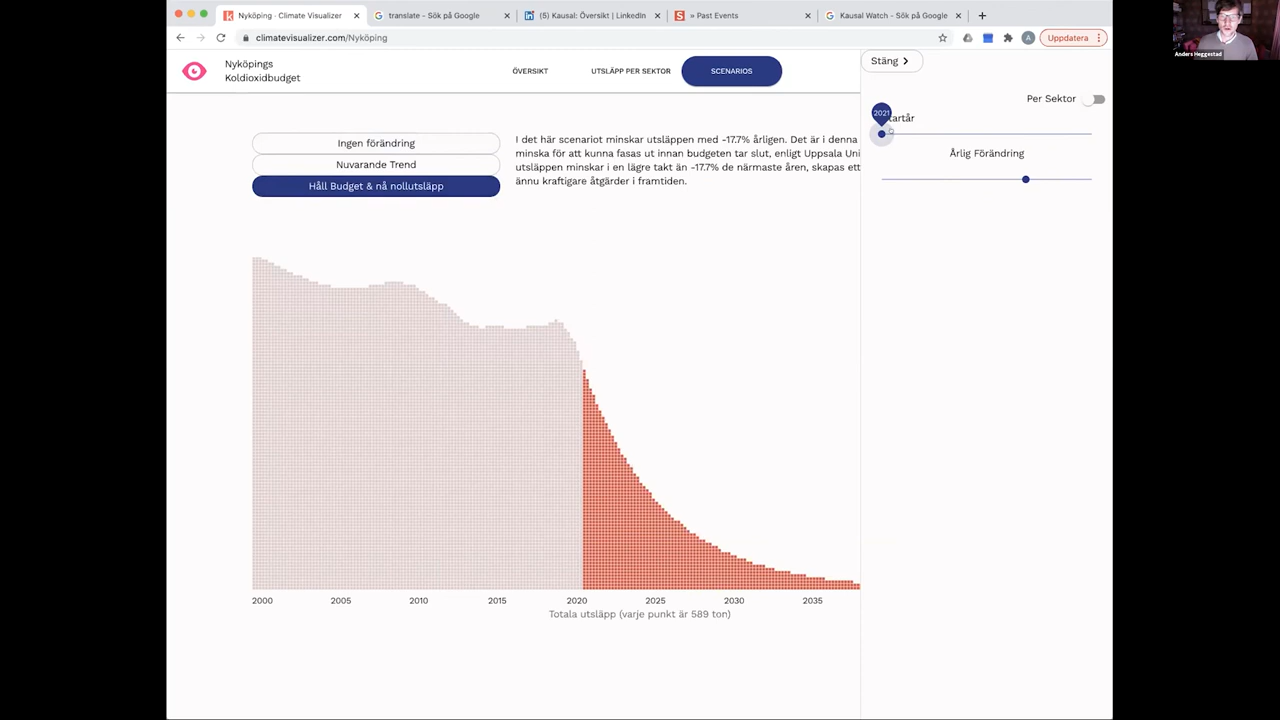 Nyköping - Climate Visualizer
translate - Sök på Google
(5) Kausal: Översikt | LinkedIn
» Past Events
Kausal Watch - Sök på Google
climatevisualizer.com/Nyköping
A
Uppdatera
Anders Heggestad
Nyköpings
Koldioxidbudget
ÖVERSIKT
UTSLÄPP PER SEKTOR
SCENARIOS
Stäng
Per Sektor
2021
tartår
Årlig Förändring
Ingen förändring
Nuvarande Trend
Håll Budget & nå nollutsläpp
I det här scenariot minskar utsläppen med -17.7% årligen. Det är i denna
minska för att kunna fasas ut innan budgeten tar slut, enligt Uppsala Uni
utsläppen minskar i en lägre takt än -17.7% de närmaste åren, skapas ett
ännu kraftigare åtgärder i framtiden.
2000 2005 2010 2015 2020 2025 2030 2035
Totala utsläpp (varje punkt är 589 ton)